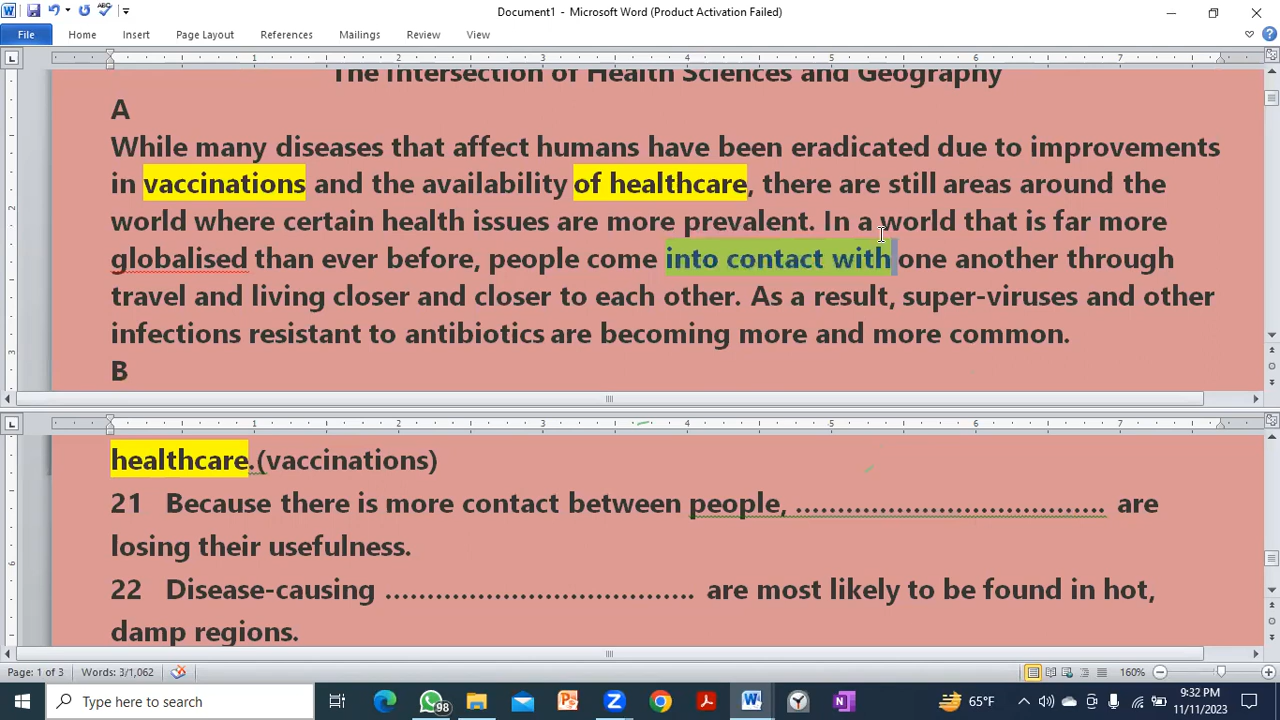 Document1 - Microsoft Word (Product Activation Failed)
File Home Insert Page Layout References Mailings Review View
The Intersection of Health Sciences and Geography
A
While many diseases that affect humans have been eradicated due to improvements
in vaccinations and the availability of healthcare, there are still areas around the
world where certain health issues are more prevalent. In a world that is far more
globalised than ever before, people come into contact with one another through
travel and living closer and closer to each other. As a result, super-viruses and other
infections resistant to antibiotics are becoming more and more common.
B
healthcare.(vaccinations)
21 Because there is more contact between people, ………………………………. are
losing their usefulness.
22 Disease-causing ………………………………. are most likely to be found in hot,
damp regions.
Page: 1 of 3 Words: 3/1,062 160%
Type here to search 98 65°F 9:32 PM
11/11/2023